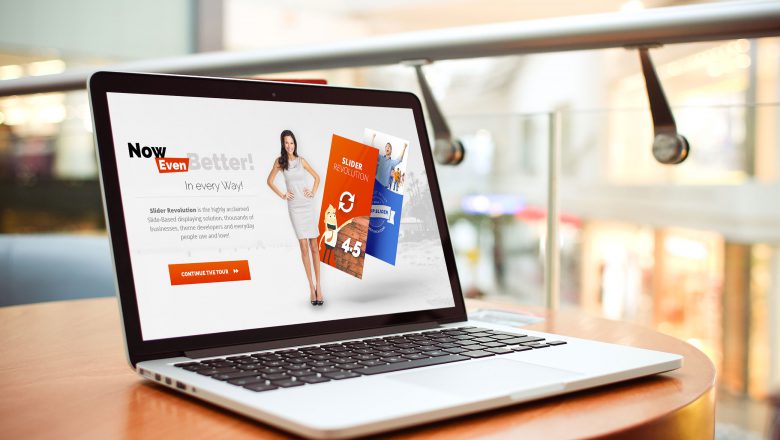 Now
Even
Better!
In every Way!
Slider Revolution is the highly acclaimed
Slide-Based displaying solution, thousands of
businesses, theme developers and everyday
people use and love!
CONTINUE THE TOUR
SLIDER
REVOLUTION
4.5
SLIDER